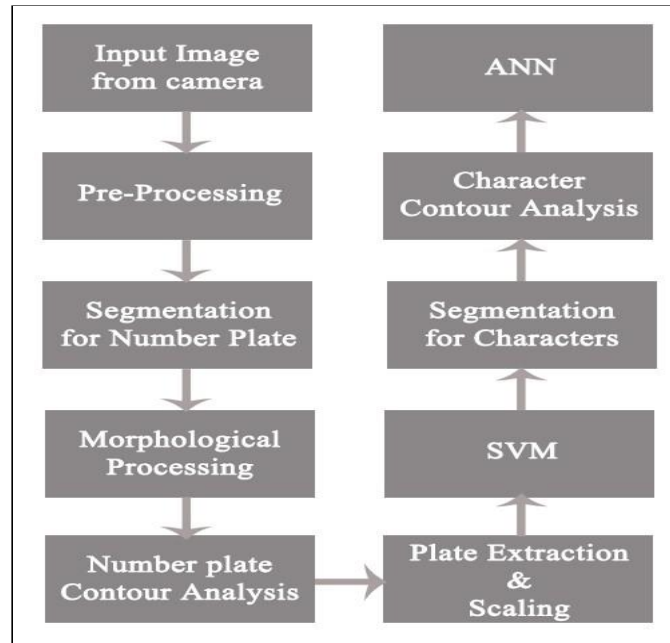 Input Image
from camera
Pre-Processing
Segmentation
for Number Plate
Morphological
Processing
Number plate
Contour Analysis
Plate Extraction
&
Scaling
SVM
Segmentation
for Characters
Character
Contour Analysis
ANN